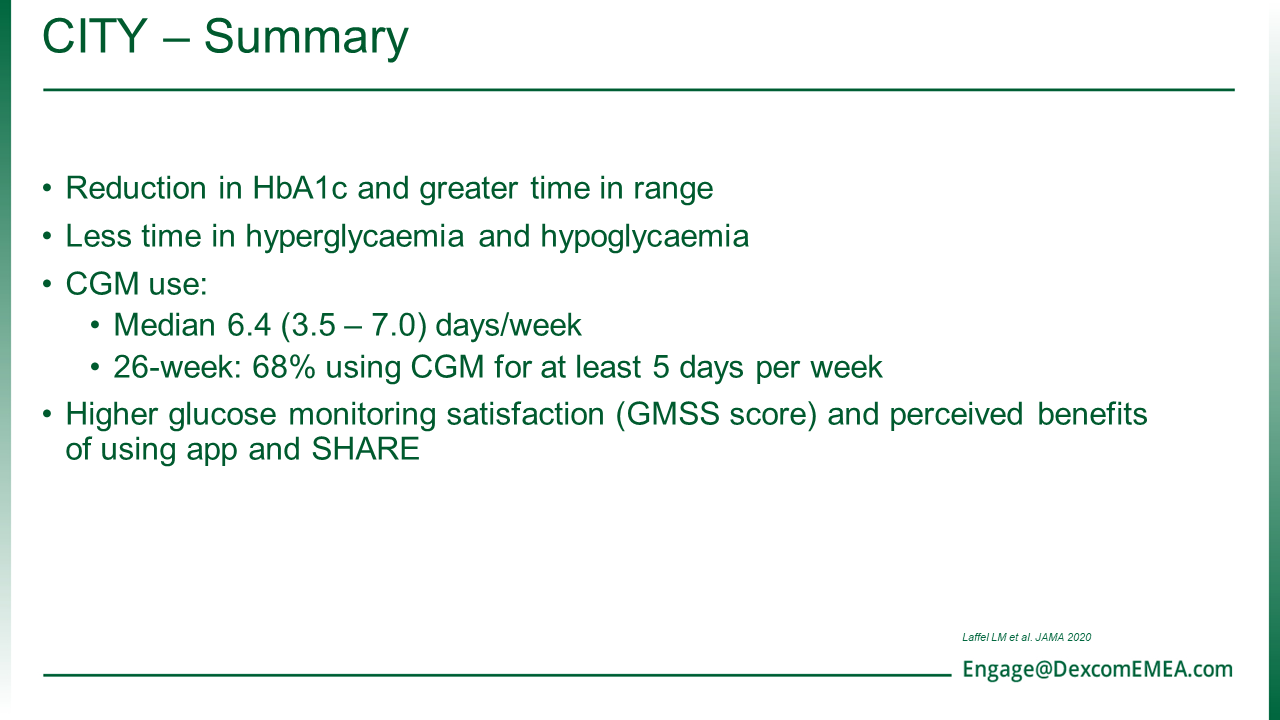 CITY – Summary
• Reduction in HbA1c and greater time in range
• Less time in hyperglycaemia and hypoglycaemia
• CGM use:
• Median 6.4 (3.5 – 7.0) days/week
• 26-week: 68% using CGM for at least 5 days per week
• Higher glucose monitoring satisfaction (GMSS score) and perceived benefits
of using app and SHARE
Laffel LM et al. JAMA 2020
Engage@DexcomEMEA.com